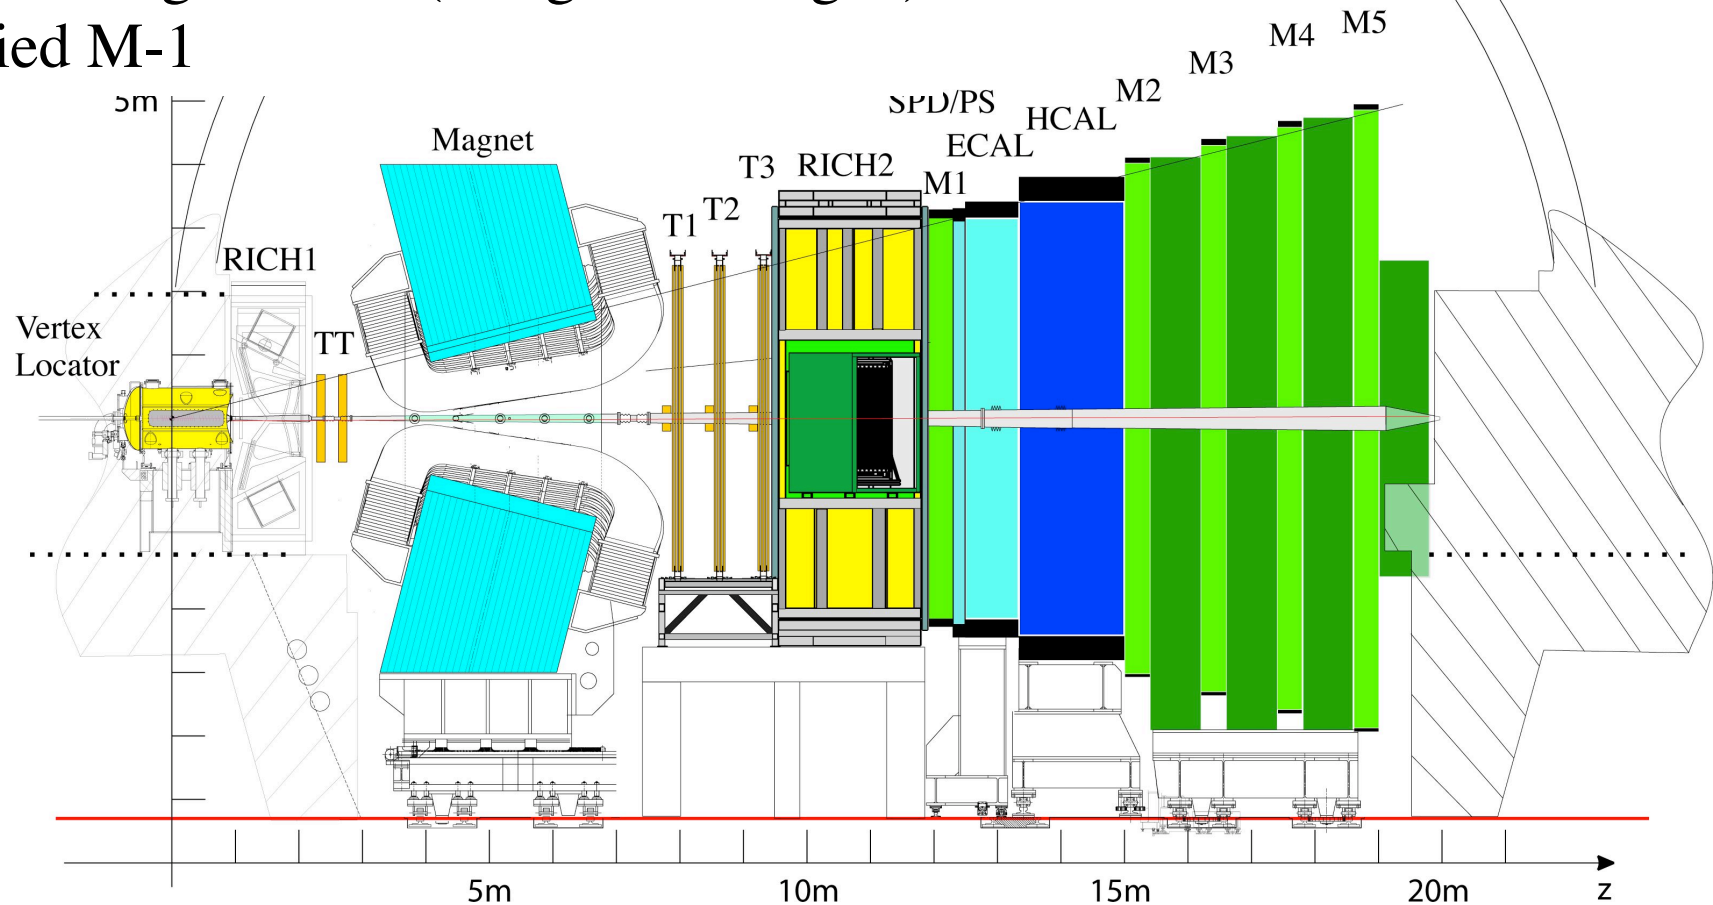 ied M-1
5m
M5
M4
M3
M2
SPD/PS
HCAL
ECAL
Magnet
T3
RICH2
M1
T2
T1
RICH1
TT
Vertex
Locator
5m
10m
15m
20m
z